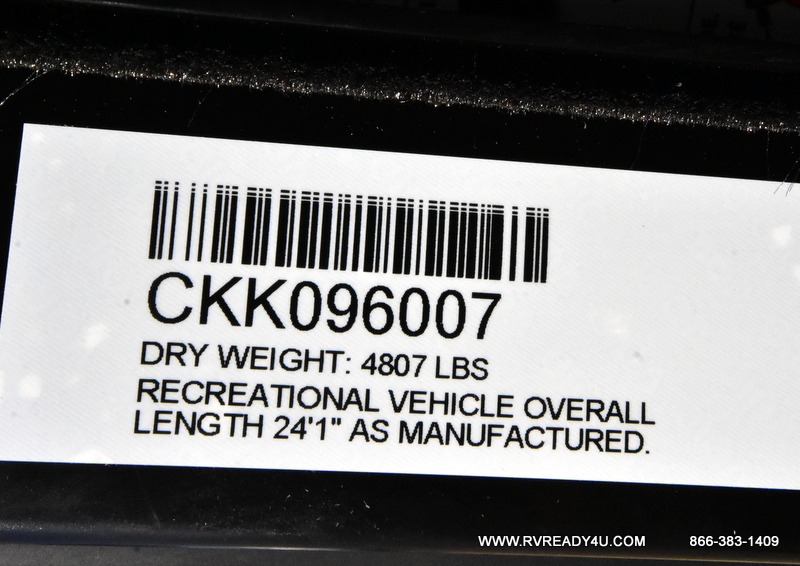 CKK096007
DRY WEIGHT: 4807 LBS
RECREATIONAL VEHICLE OVERALL
LENGTH 24'1" AS MANUFACTURED.
WWW.RVREADY4U.COM 866-383-1409